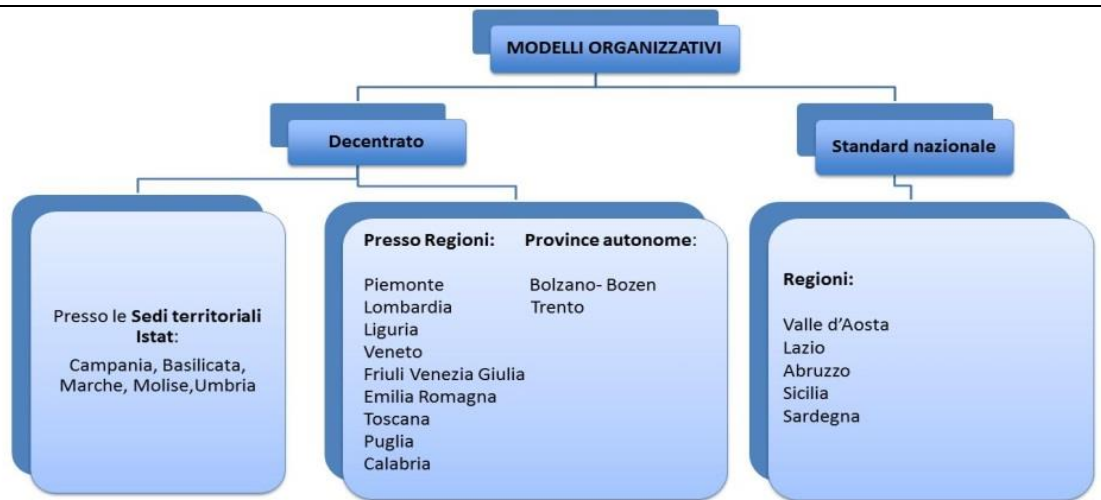 MODELLI ORGANIZZATIVI
Decentrato
Standard nazionale
Presso le Sedi territoriali
Istat:
Campania, Basilicata,
Marche, Molise,Umbria
Presso Regioni:
Piemonte
Lombardia
Liguria
Veneto
Friuli Venezia Giulia
Emilia Romagna
Toscana
Puglia
Calabria
Province autonome:
Bolzano- Bozen
Trento
Regioni:
Valle d'Aosta
Lazio
Abruzzo
Sicilia
Sardegna